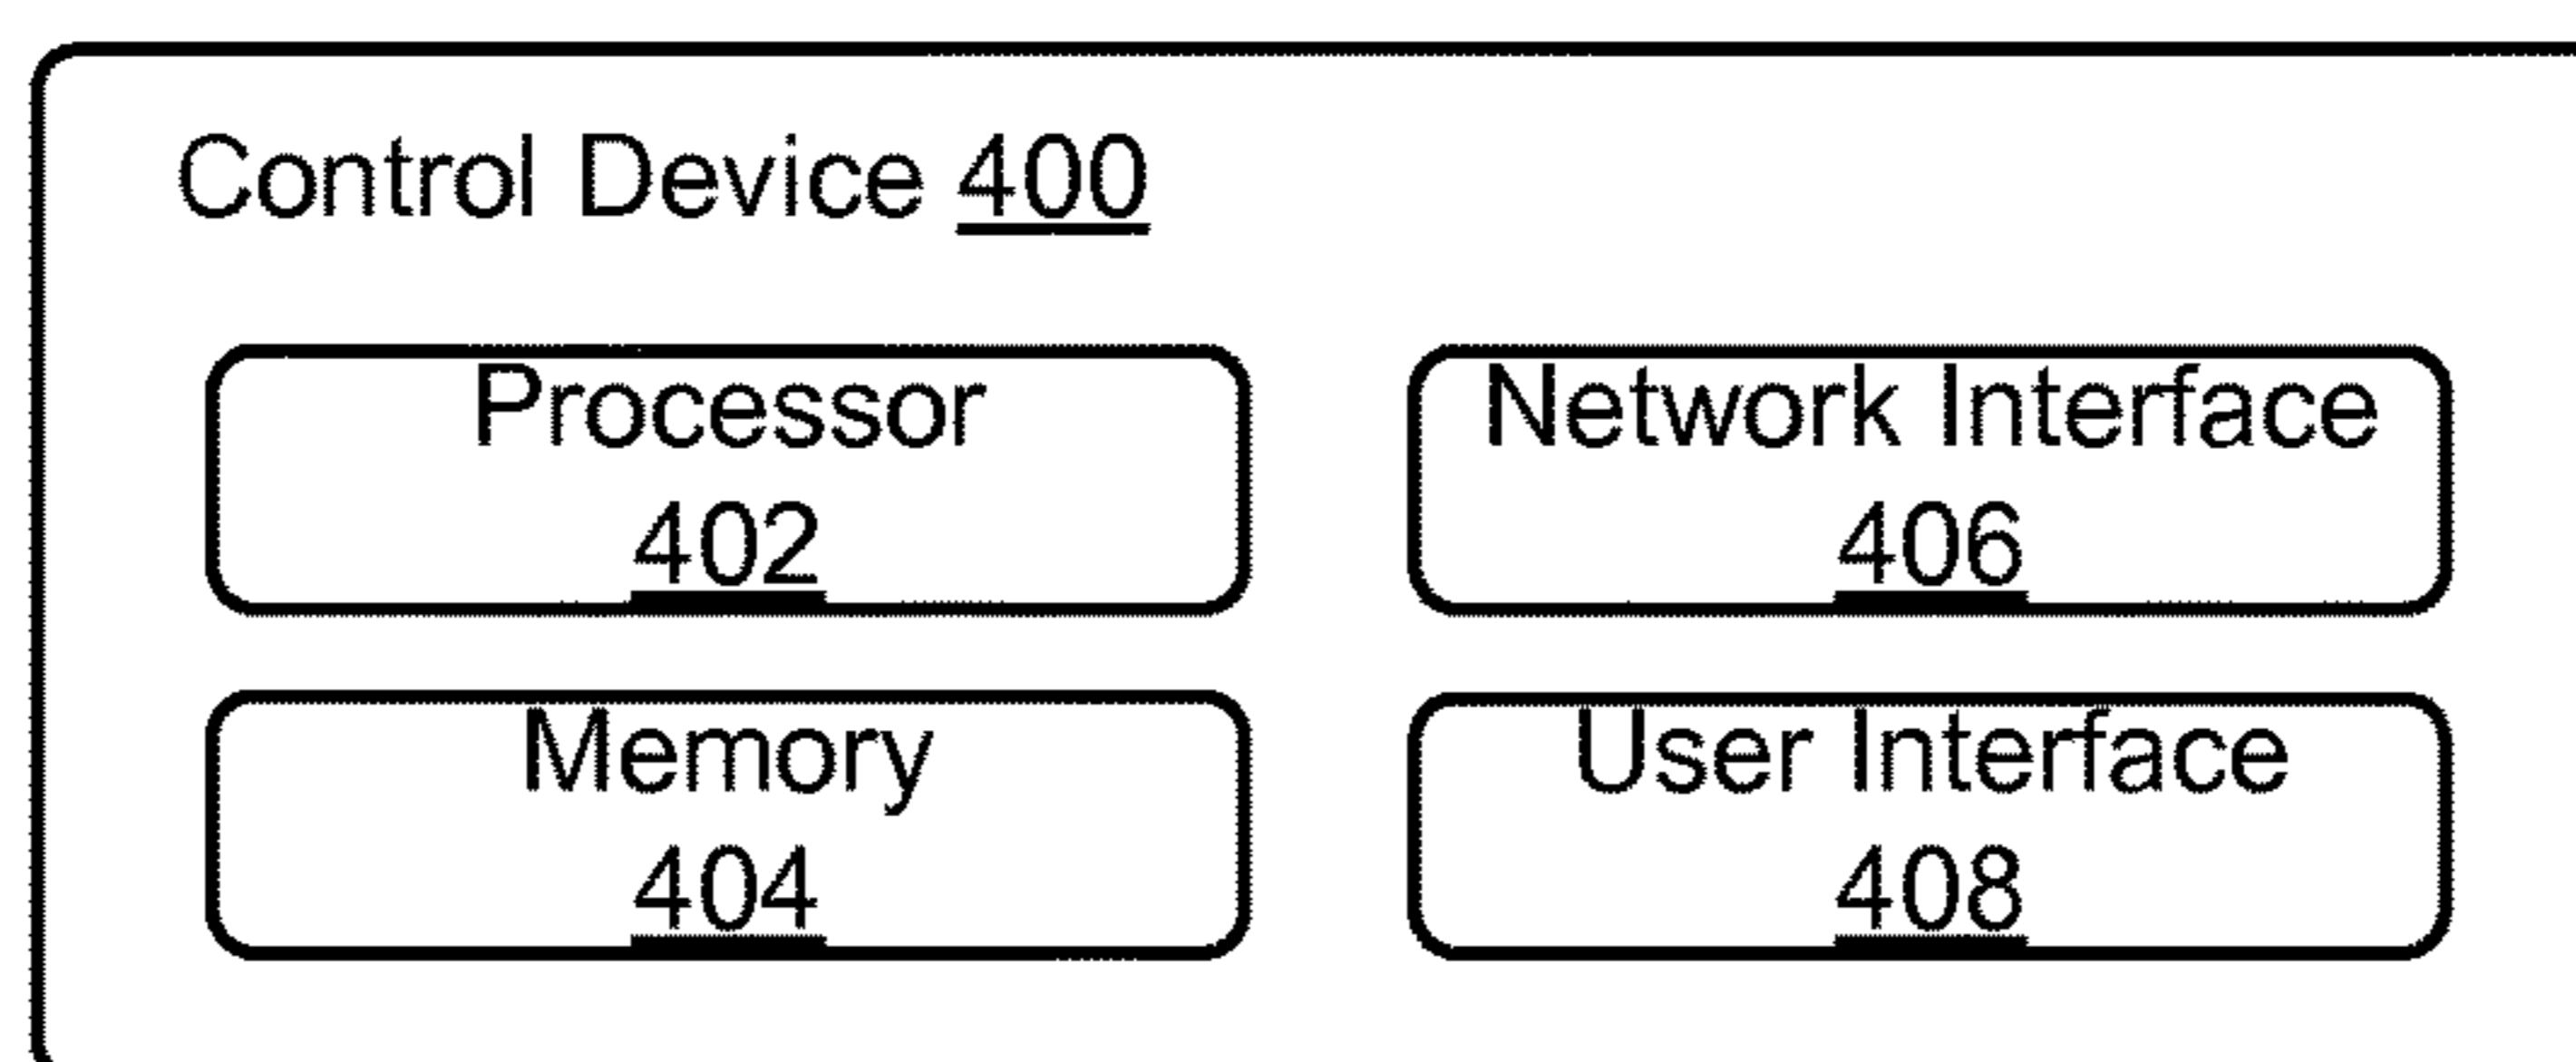 Control Device 400
Processor
402
Network Interface
406
Memory
404
User Interface
408